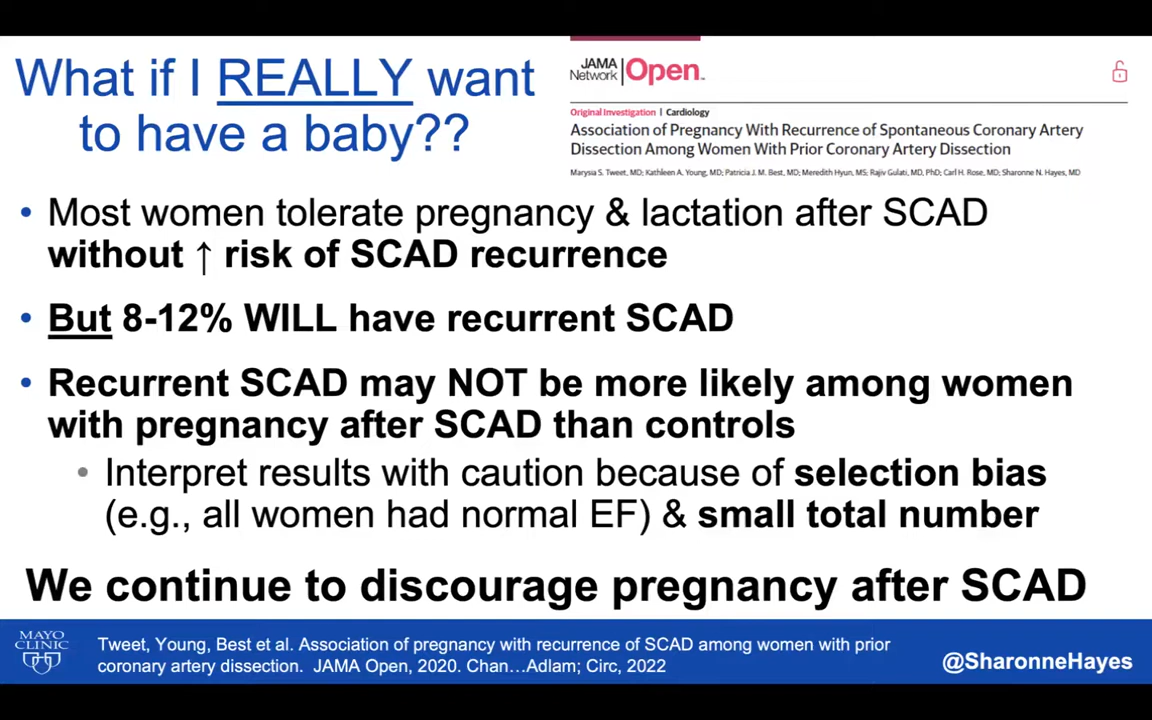 What if I REALLY want
to have a baby??
JAMA
Network
Open™
Original Investigation | Cardiology
Association of Pregnancy With Recurrence of Spontaneous Coronary Artery
Dissection Among Women With Prior Coronary Artery Dissection
Marysia S. Tweet, MD; Kathleen A. Young, MD; Patricia J. M. Best, MD; Meredith Hyun, MS; Rajiv Gulati, MD, PhD; Carl H. Rose, MD; Sharonne N. Hayes, MD
• Most women tolerate pregnancy & lactation after SCAD
without ↑ risk of SCAD recurrence
• But 8-12% WILL have recurrent SCAD
• Recurrent SCAD may NOT be more likely among women
with pregnancy after SCAD than controls
• Interpret results with caution because of selection bias
(e.g., all women had normal EF) & small total number
We continue to discourage pregnancy after SCAD
MAYO
CLINIC
Tweet, Young, Best et al. Association of pregnancy with recurrence of SCAD among women with prior
coronary artery dissection. JAMA Open, 2020. Chan…Adlam; Circ, 2022
@SharonneHayes